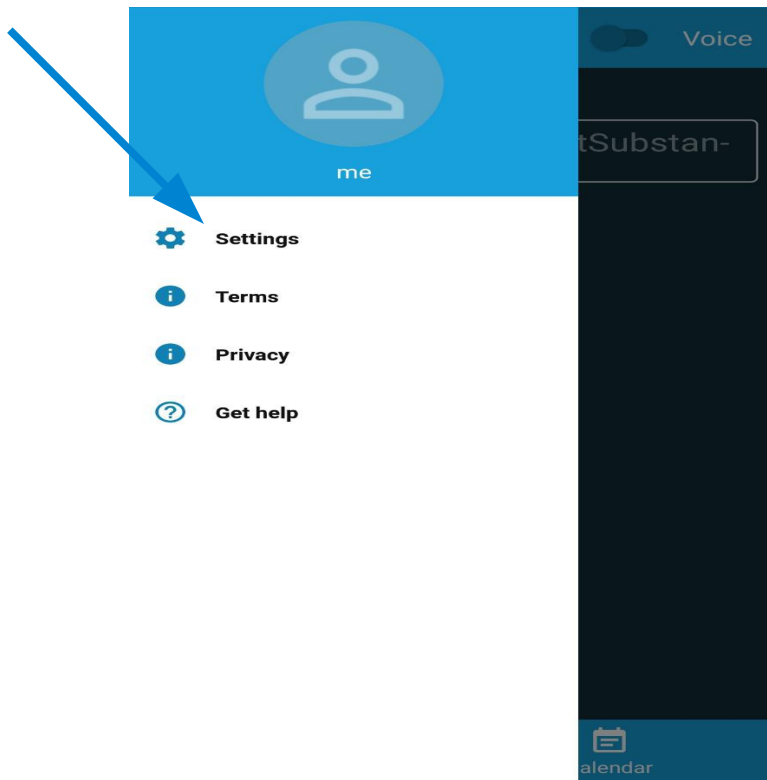 Voice
tSubstan-
me
Settings
Terms
Privacy
Get help
alendar